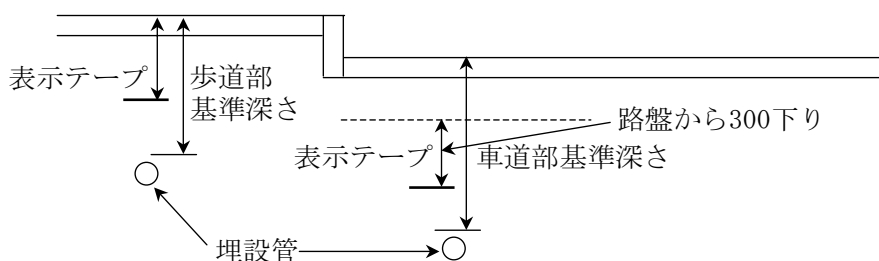 表示テープ
歩道部
基準深さ
路盤から300下り
表示テープ
車道部基準深さ
埋設管